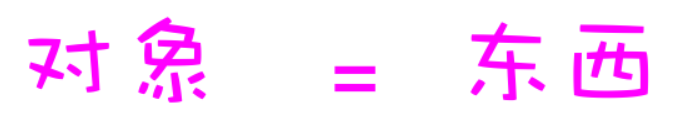 对象 = 东西